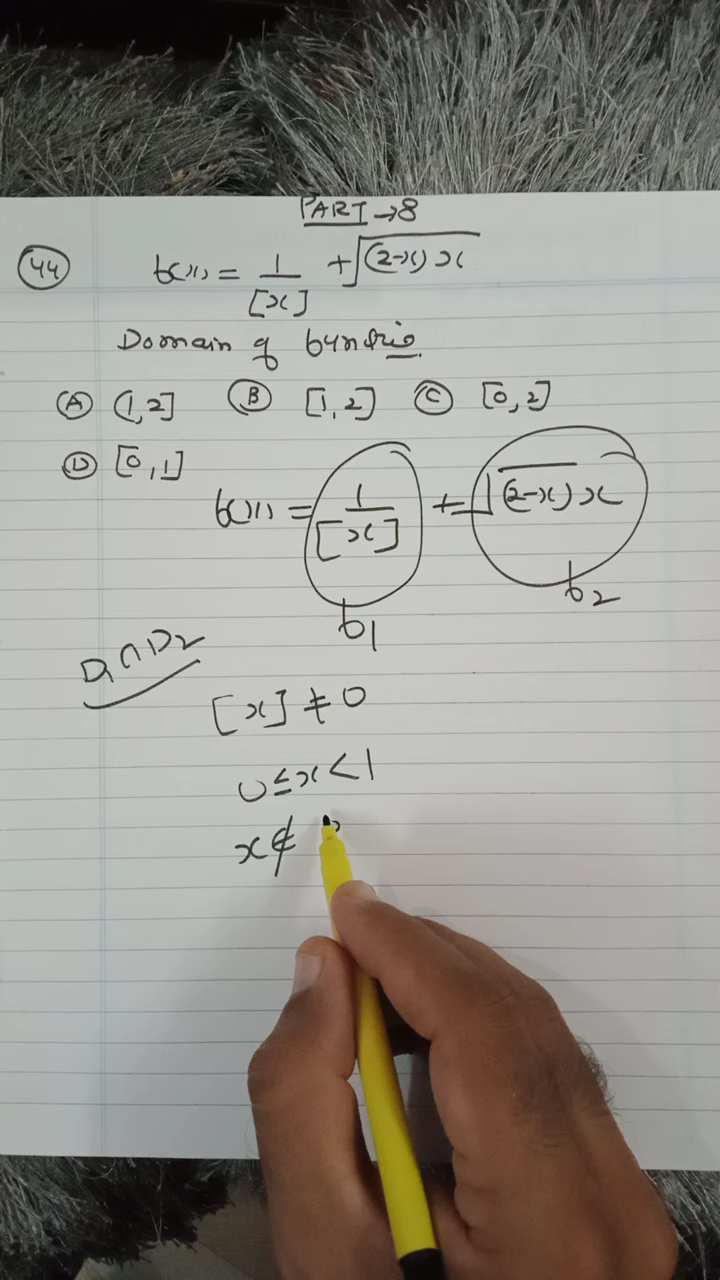 PART → 8
44 f(x) = 1/[x] + √(2-x)x
Domain of function.
A (1,2] B [1,2] C [0,2]
D [0,1]
f(x) = 1/[x] + √(2-x)x
f1 f2
D1 ∩ D2
[x] ≠ 0
0 ≤ x < 1
x ∉